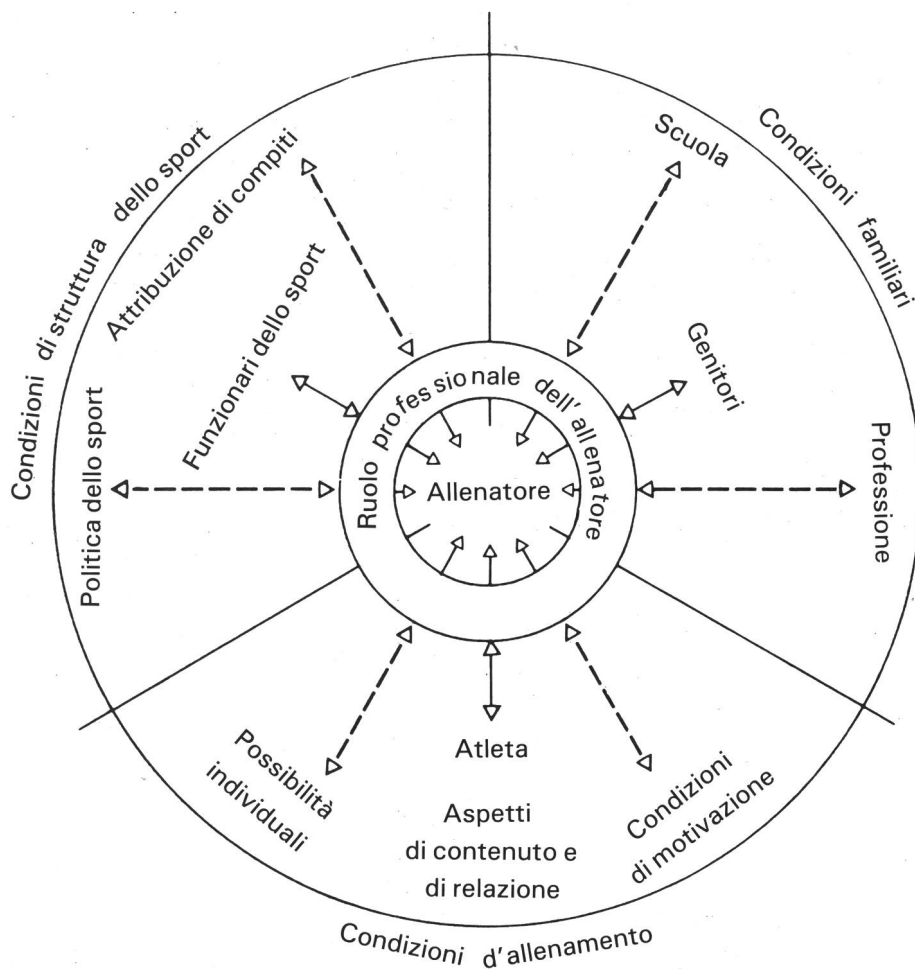 Condizioni di struttura dello sport
Attribuzione di compiti
Funzionari dello sport
Politica dello sport
Condizioni familiari
Scuola
Genitori
Professione
Ruolo professionale dell'allenatore
Allenatore
Possibilità
individuali
Atleta
Aspetti
di contenuto e
di relazione
Condizioni
di motivazione
Condizioni d'allenamento